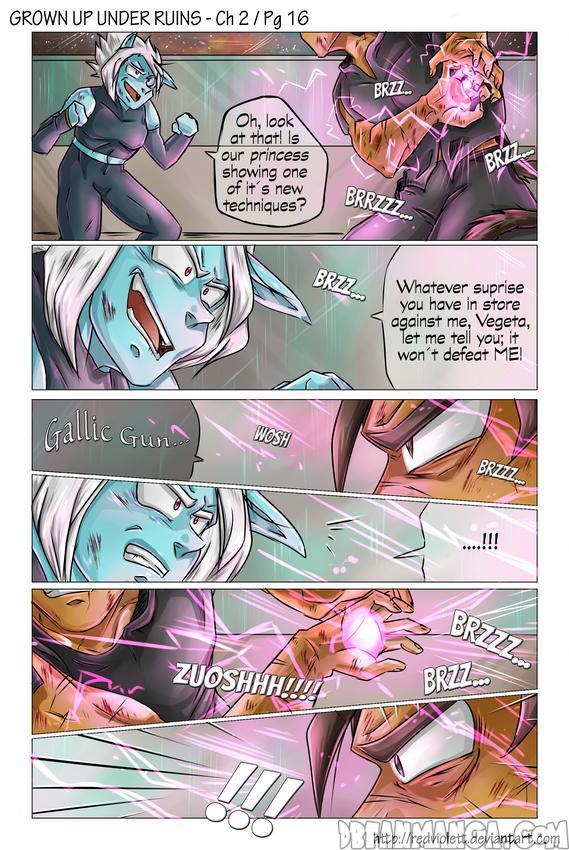 GROWN UP UNDER RUINS - Ch 2 / Pg 16
BRZZ...
Oh, look
at that! Is
our princess
showing one
of it´s new
techniques?
BRZZ...
BRRZZZ...
BRZZ...
Whatever suprise
you have in store
against me, Vegeta,
let me tell you; it
won´t defeat ME!
Gallic Gun...
WOSH
BRZZZ...
....!!!
BRZZZ...
ZUOSHHH!!!!
BRZZ...
!!!
http://redviolett.deviantart.com
DBFANMANGA.COM